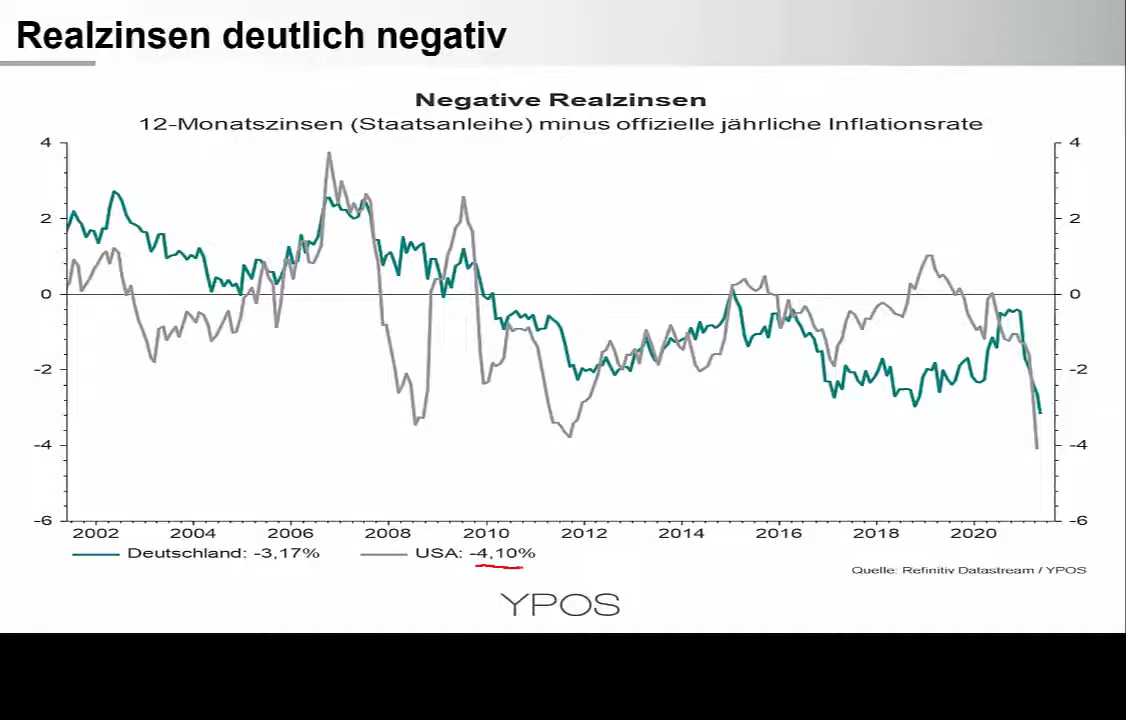 Realzinsen deutlich negativ
Negative Realzinsen
12-Monatszinsen (Staatsanleihe) minus offizielle jährliche Inflationsrate
4 4
2 2
0 0
-2 -2
-4 -4
-6 -6
2002 2004 2006 2008 2010 2012 2014 2016 2018 2020
Deutschland: -3,17% USA: -4,10%
Quelle: Refinitiv Datastream / YPOS
YPOS